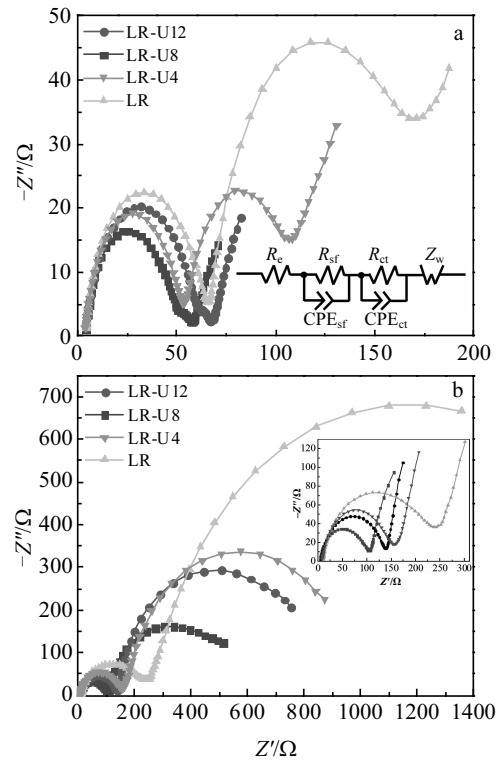 a
LR-U12
LR-U8
LR-U4
LR
−Z″/Ω
50
40
30
20
10
0
0 50 100 150 200
Re Rsf Rct Zw
CPEsf CPEct
b
LR-U12
LR-U8
LR-U4
LR
−Z″/Ω
700
600
500
400
300
200
100
0
0 200 400 600 800 1000 1200 1400
Z′/Ω
−Z″/Ω
120
100
80
60
40
20
0
0 50 100 150 200 250 300
Z′/Ω